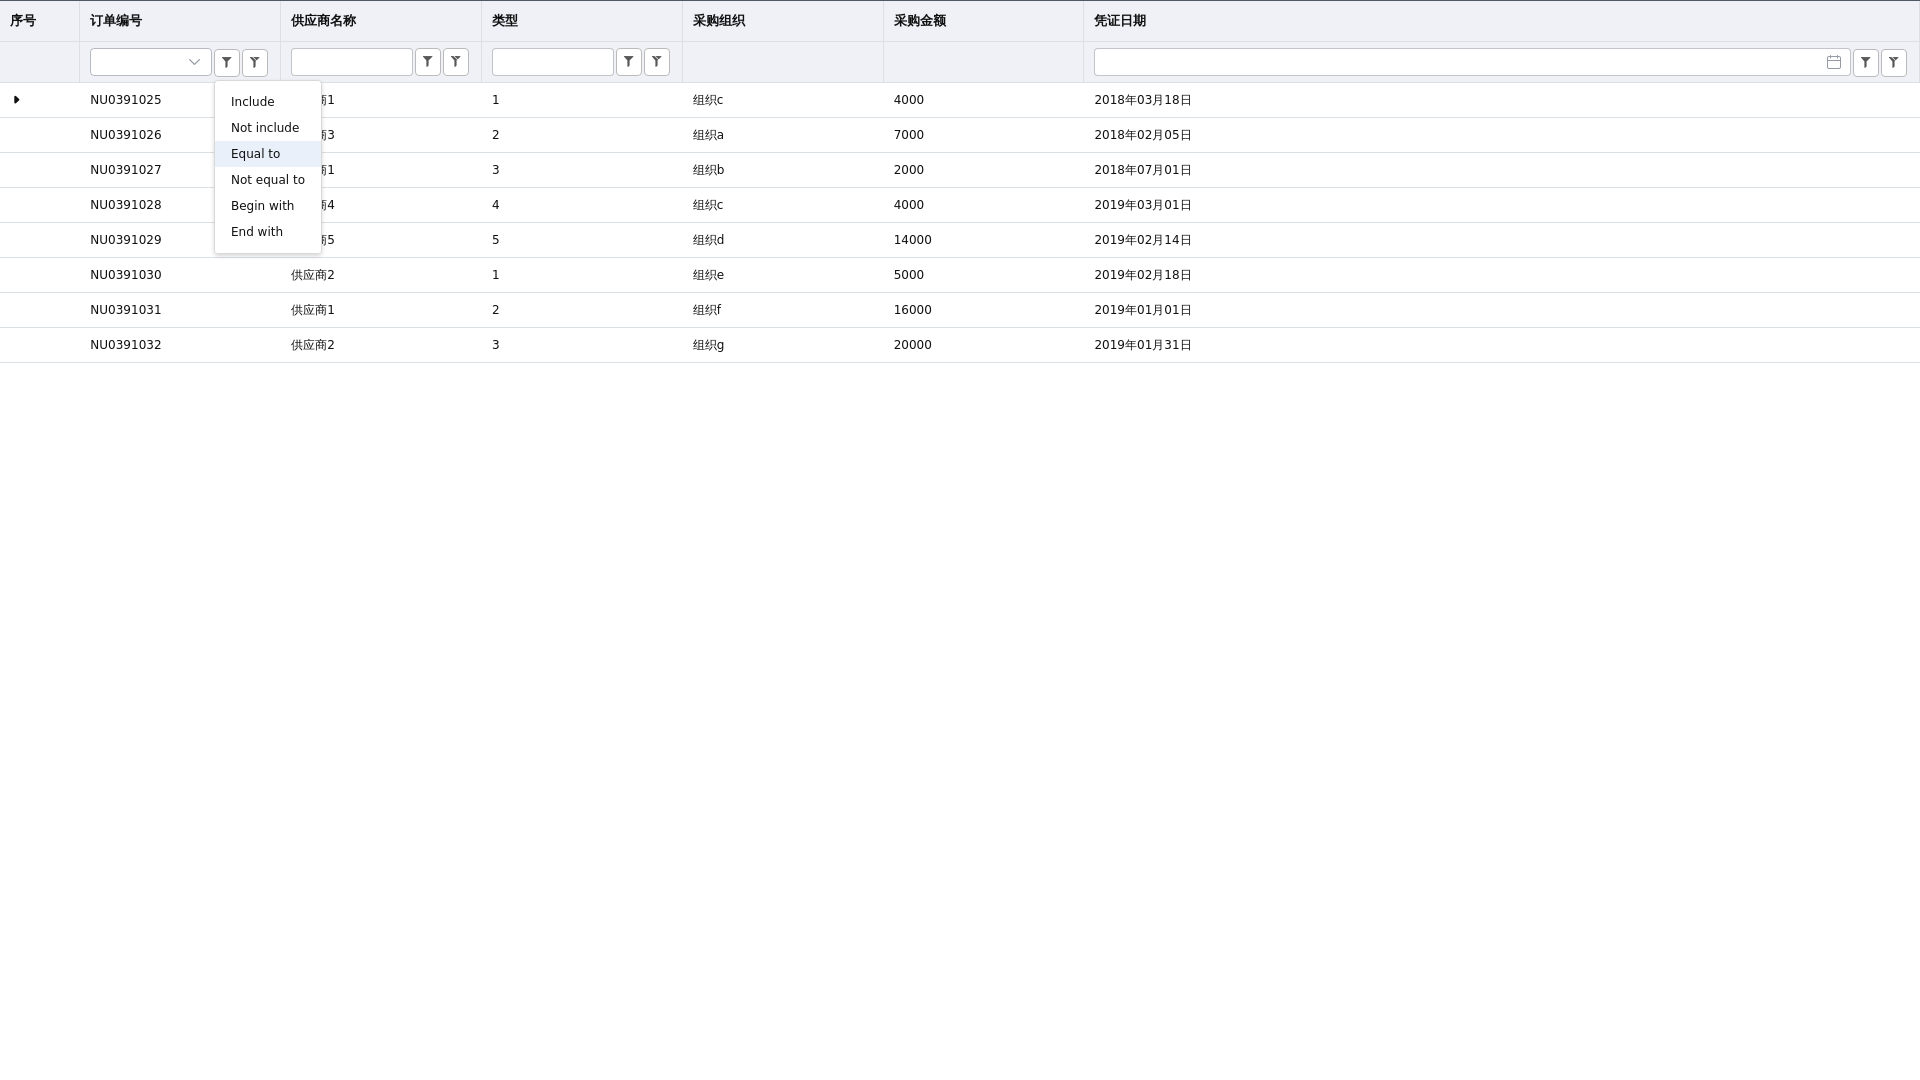 序号 订单编号 供应商名称 类型 采购组织 采购金额 凭证日期
NU0391025 商1 1 组织c 4000 2018年03月18日
NU0391026 商3 2 组织a 7000 2018年02月05日
NU0391027 商1 3 组织b 2000 2018年07月01日
NU0391028 商4 4 组织c 4000 2019年03月01日
NU0391029 商5 5 组织d 14000 2019年02月14日
NU0391030 供应商2 1 组织e 5000 2019年02月18日
NU0391031 供应商1 2 组织f 16000 2019年01月01日
NU0391032 供应商2 3 组织g 20000 2019年01月31日
Include
Not include
Equal to
Not equal to
Begin with
End with